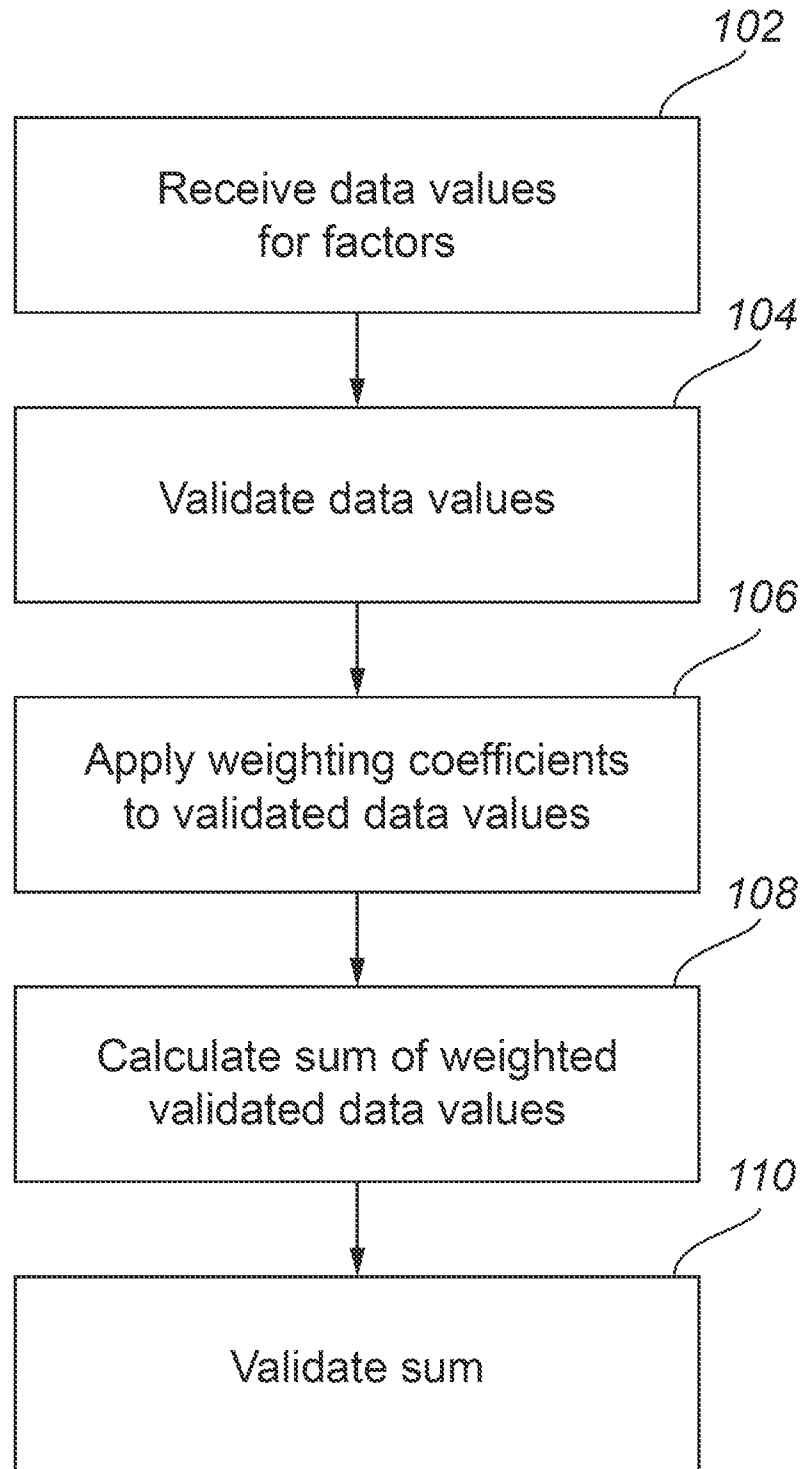 102
Receive data values
for factors
104
Validate data values
106
Apply weighting coefficients
to validated data values
108
Calculate sum of weighted
validated data values
110
Validate sum